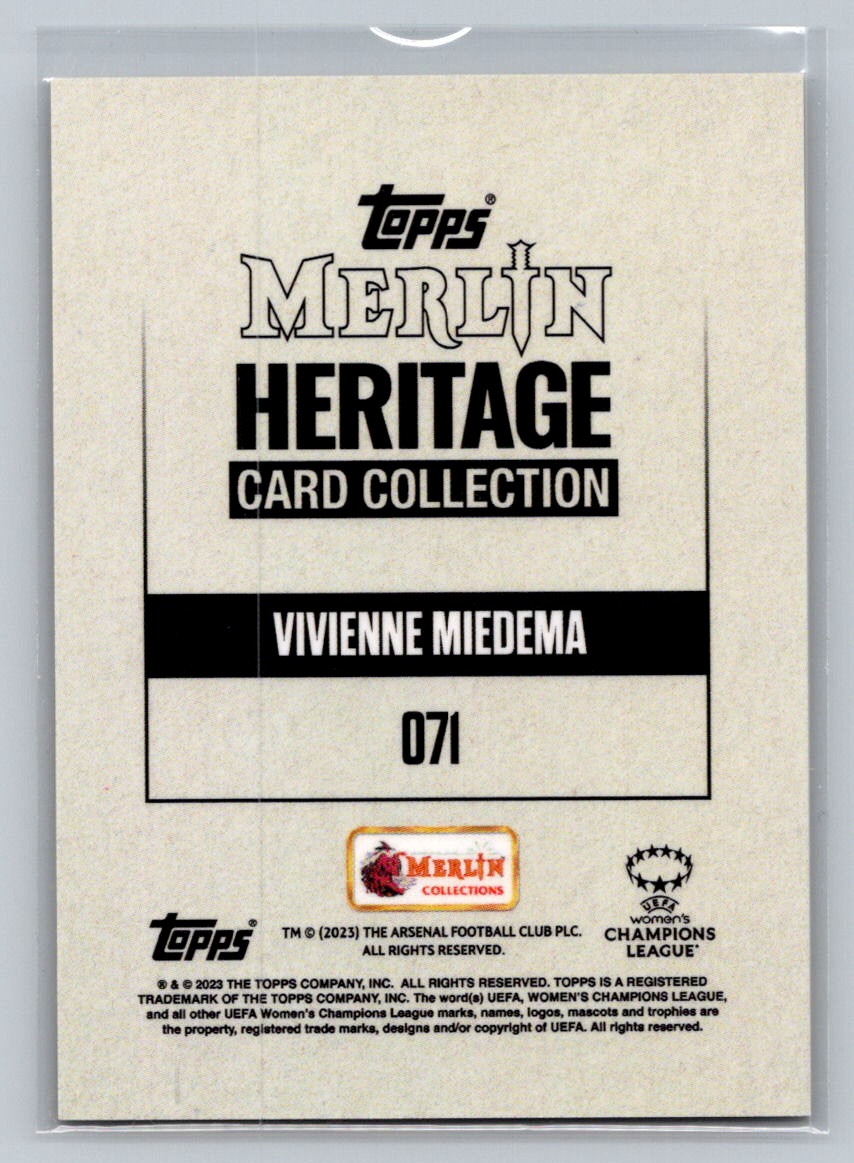 topps®
MERLIN
HERITAGE
CARD COLLECTION
VIVIENNE MIEDEMA
071
MERLIN
COLLECTIONS
topps®
TM © (2023) THE ARSENAL FOOTBALL CLUB PLC.
ALL RIGHTS RESERVED.
UEFA
women's
CHAMPIONS
LEAGUE
® & © 2023 THE TOPPS COMPANY, INC. ALL RIGHTS RESERVED. TOPPS IS A REGISTERED
TRADEMARK OF THE TOPPS COMPANY, INC. The word(s) UEFA, WOMEN'S CHAMPIONS LEAGUE,
and all other UEFA Women's Champions League marks, names, logos, mascots and trophies are
the property, registered trade marks, designs and/or copyright of UEFA. All rights reserved.